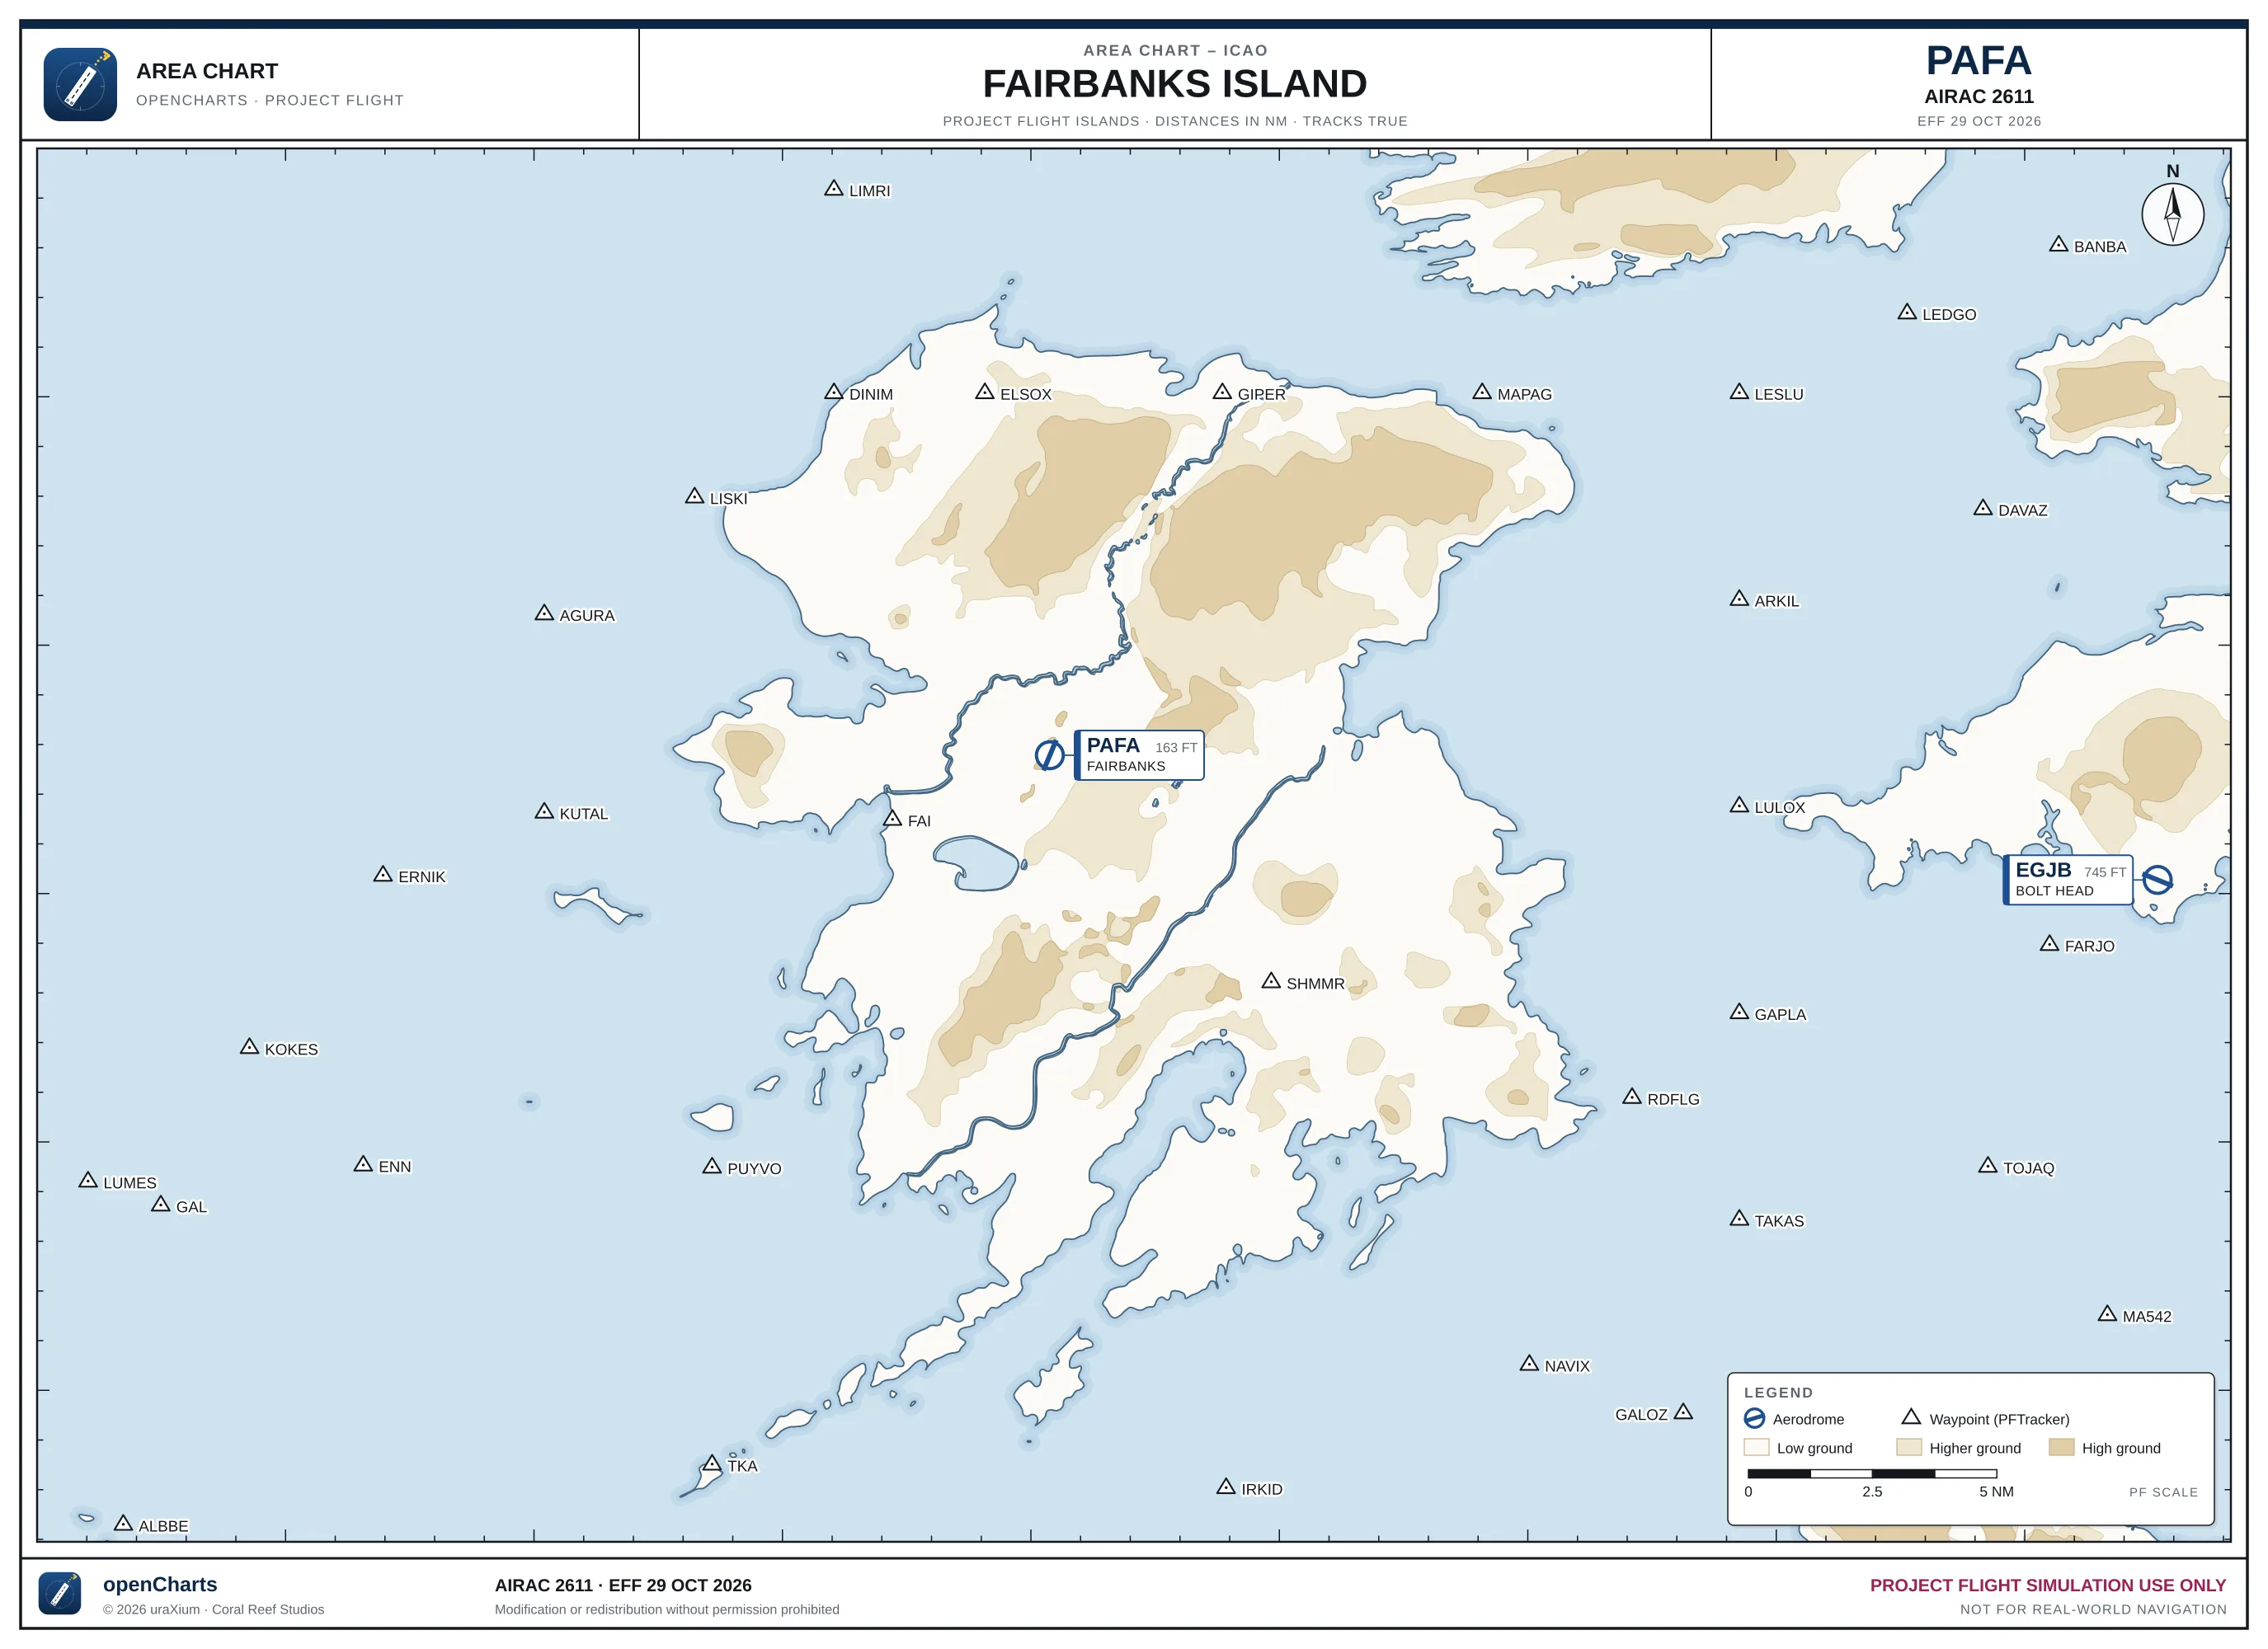 AREA CHART
OPENCHARTS · PROJECT FLIGHT
AREA CHART – ICAO
FAIRBANKS ISLAND
PROJECT FLIGHT ISLANDS · DISTANCES IN NM · TRACKS TRUE
PAFA
AIRAC 2611
EFF 29 OCT 2026
N
LIMRI
BANBA
LEDGO
DINIM
ELSOX
GIPER
MAPAG
LESLU
LISKI
DAVAZ
AGURA
ARKIL
PAFA 163 FT
FAIRBANKS
KUTAL
FAI
LULOX
ERNIK
EGJB 745 FT
BOLT HEAD
FARJO
SHMMR
GAPLA
KOKES
RDFLG
ENN
PUYVO
TOJAQ
LUMES
GAL
TAKAS
MA542
NAVIX
GALOZ
TKA
IRKID
ALBBE
LEGEND
Aerodrome
Waypoint (PFTracker)
Low ground
Higher ground
High ground
0 2.5 5 NM
PF SCALE
openCharts
© 2026 uraXium · Coral Reef Studios
AIRAC 2611 · EFF 29 OCT 2026
Modification or redistribution without permission prohibited
PROJECT FLIGHT SIMULATION USE ONLY
NOT FOR REAL-WORLD NAVIGATION